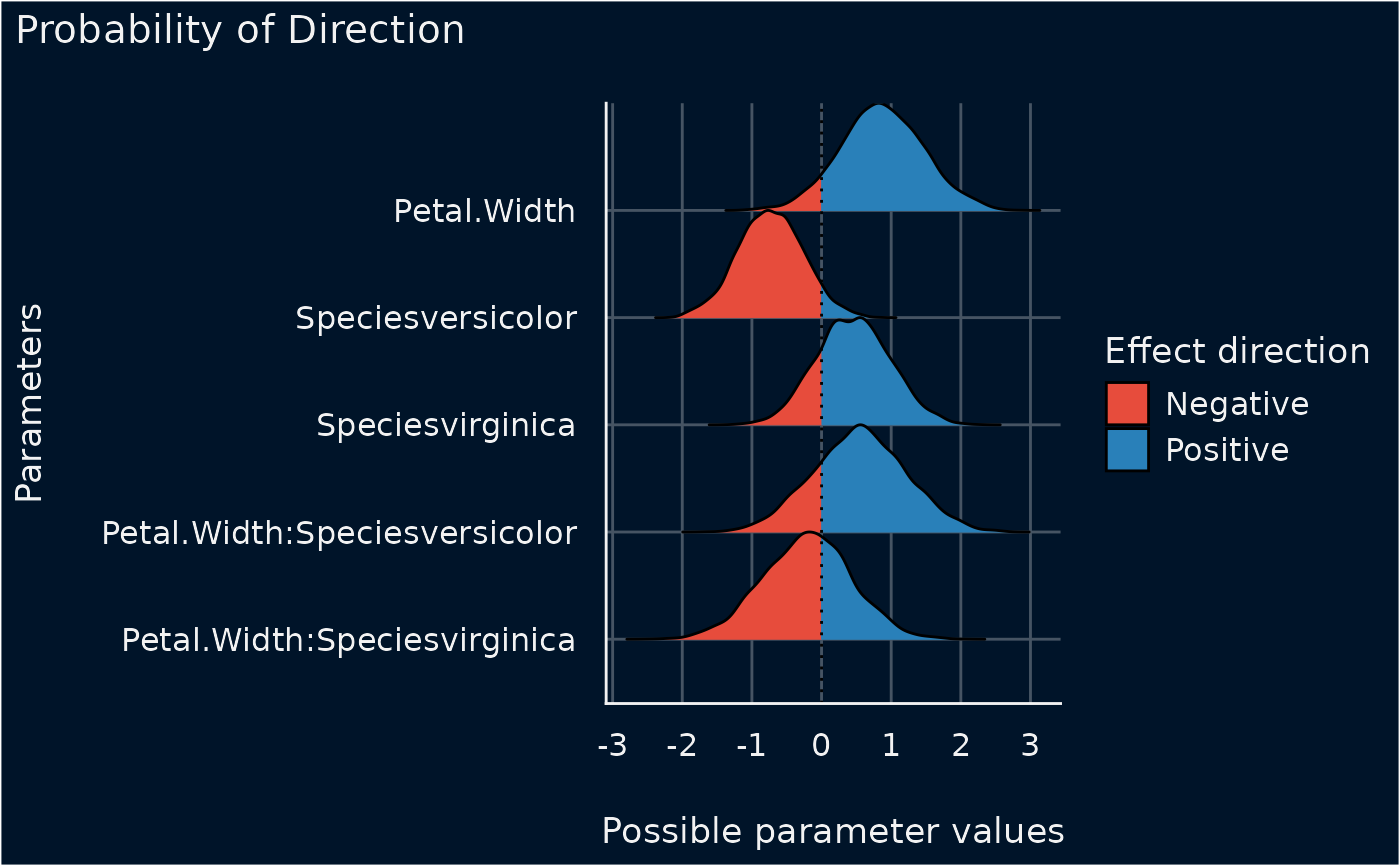 Probability of Direction
Parameters
Petal.Width
Speciesversicolor
Speciesvirginica
Petal.Width:Speciesversicolor
Petal.Width:Speciesvirginica
-3 -2 -1 0 1 2 3
Possible parameter values
Effect direction
Negative
Positive